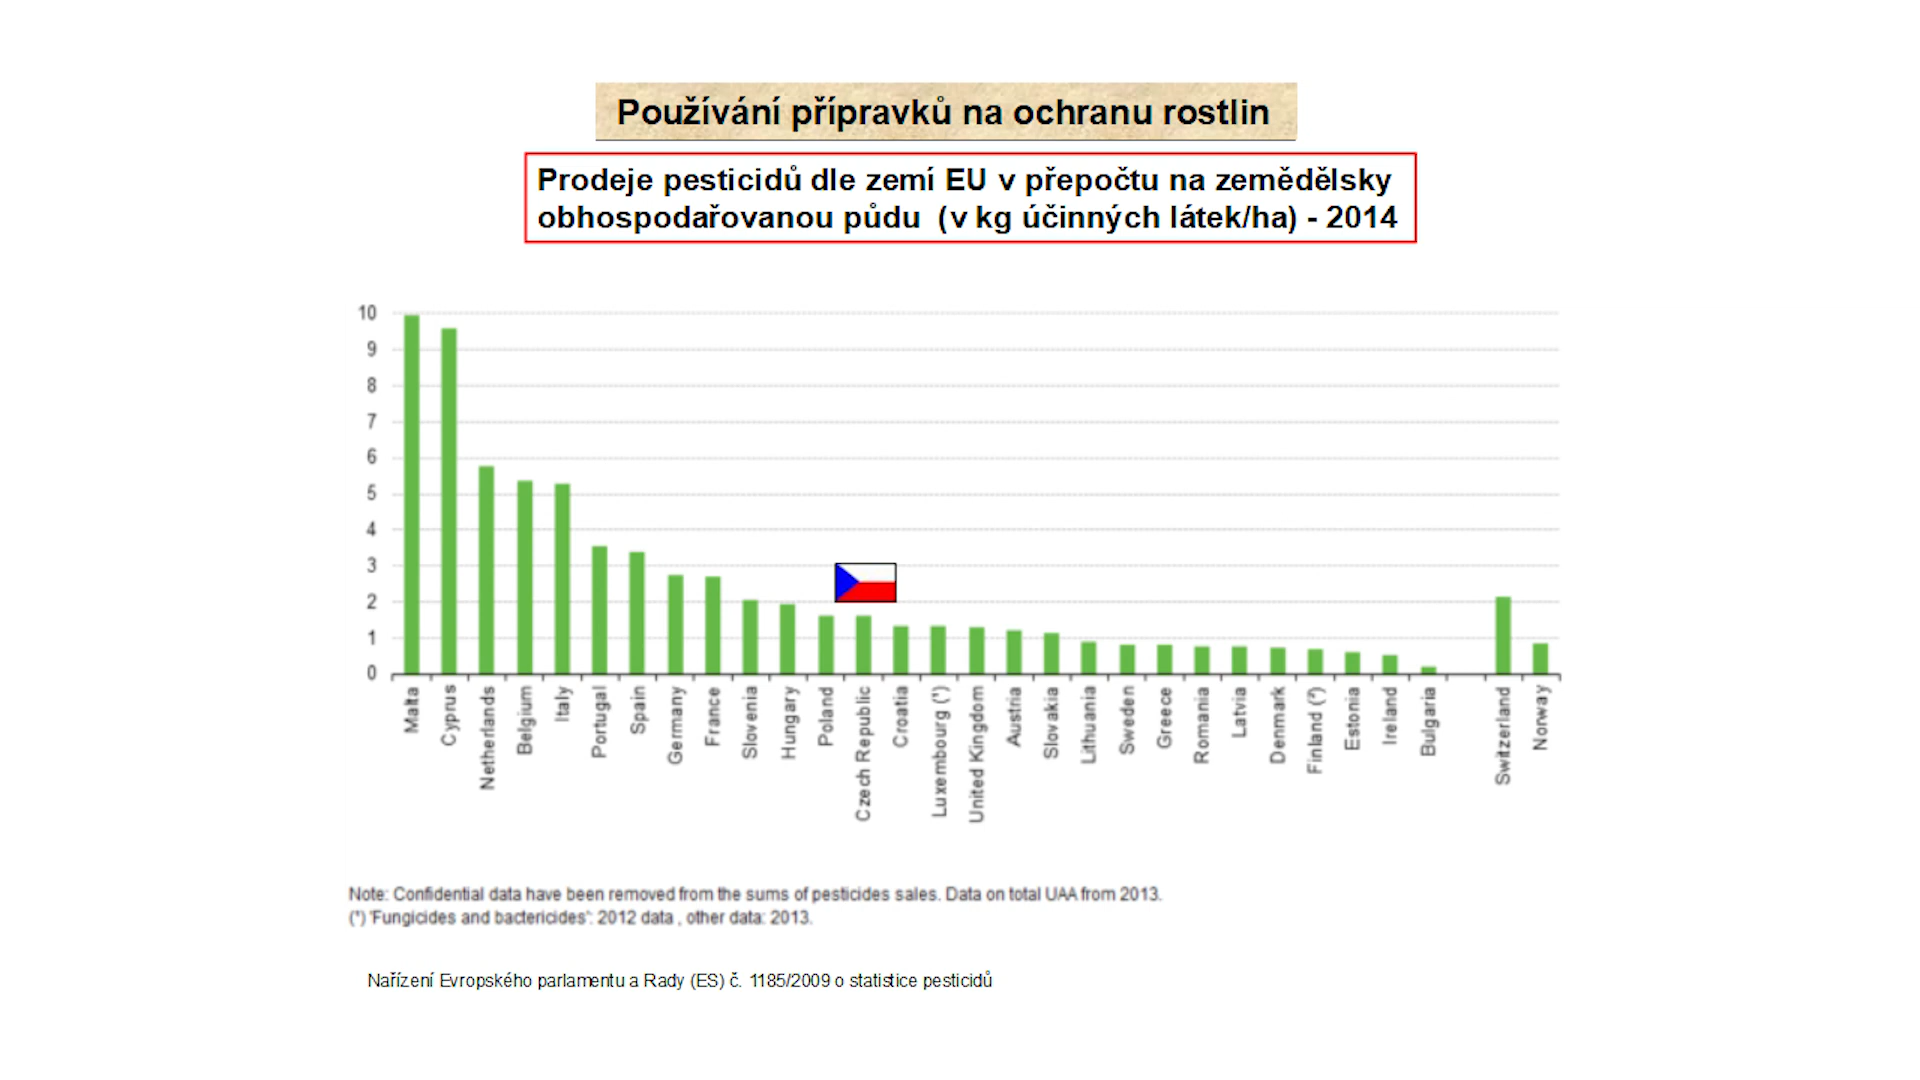 Používání přípravků na ochranu rostlin
Prodeje pesticidů dle zemí EU v přepočtu na zemědělsky
obhospodařovanou půdu (v kg účinných látek/ha) - 2014
10
9
8
7
6
5
4
3
2
1
0
Malta
Cyprus
Netherlands
Belgium
Italy
Portugal
Spain
Germany
France
Slovenia
Hungary
Poland
Czech Republic
Croatia
Luxembourg (¹)
United Kingdom
Austria
Slovakia
Lithuania
Sweden
Greece
Romania
Latvia
Denmark
Finland (²)
Estonia
Ireland
Bulgaria
Switzerland
Norway
Note: Confidential data have been removed from the sums of pesticides sales. Data on total UAA from 2013.
(¹) 'Fungicides and bactericides': 2012 data , other data: 2013.
Nařízení Evropského parlamentu a Rady (ES) č. 1185/2009 o statistice pesticidů